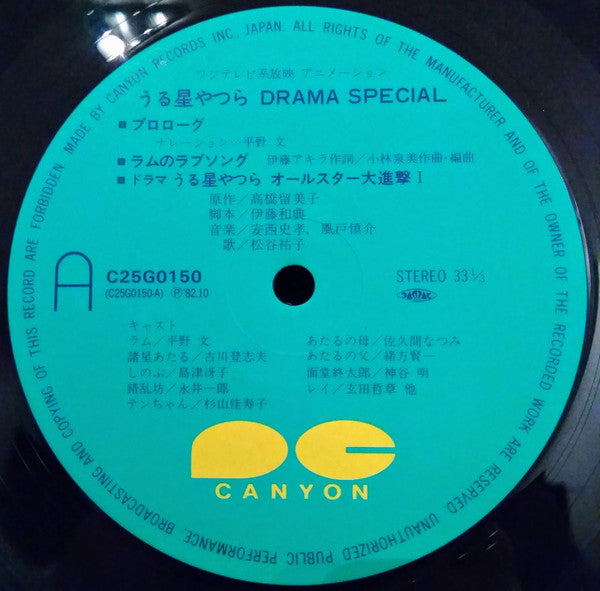 MADE BY CANYON RECORDS INC., JAPAN. ALL RIGHTS OF THE MANUFACTURER AND OF THE OWNER OF THE RECORDED WORK ARE RESERVED. UNAUTHORIZED PUBLIC PERFORMANCE, BROADCASTING AND COPYING OF THIS RECORD ARE FORBIDDEN.
フジテレビ系放映 アニメーション
うる星やつら DRAMA SPECIAL
■ プロローグ
ナレーション…平野 文
■ ラムのラブソング 伊藤アキラ作詞/小林泉美作曲・編曲
■ ドラマ うる星やつら オールスター大進撃 I
原作/高橋留美子
脚本/伊藤和典
音楽/安西史孝, 風戸慎介
歌/松谷祐子
A
C25G0150
(C25G0150-A) Ⓟ'82.10
STEREO 33⅓
キャスト
ラム/平野 文
諸星あたる/古川登志夫
しのぶ/島津冴子
錯乱坊/永井一郎
テンちゃん/杉山佳寿子
あたるの母/佐久間なつみ
あたるの父/緒方賢一
面堂終太郎/神谷 明
レイ/玄田哲章 他
CANYON